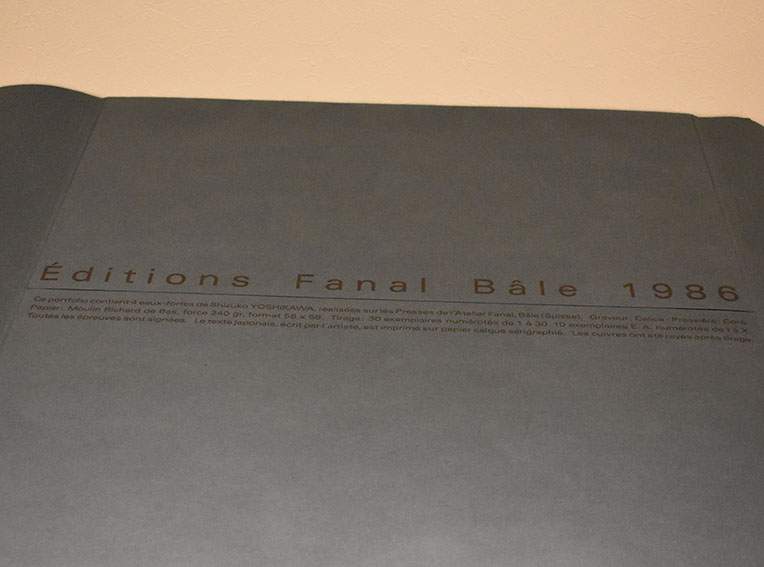 Éditions Fanal Bâle 1986
Ce portfolio contient 4 eaux-fortes de Shizuko YOSHIKAWA, réalisées sur les Presses de l'Atelier Fanal, Bâle (Suisse). Graveur: Calica - Pressière: Cerò.
Papier: Moulin Richard de Bas, force 240 gr, format 58 x 58. Tirage: 30 exemplaires numérotés de 1 à 30. 10 exemplaires E. A. numérotés de I à X.
Toutes les épreuves sont signées. Le texte japonais, écrit par l'artiste, est imprimé sur papier calque sérigraphie. Les cuivres ont été rayés après tirage.